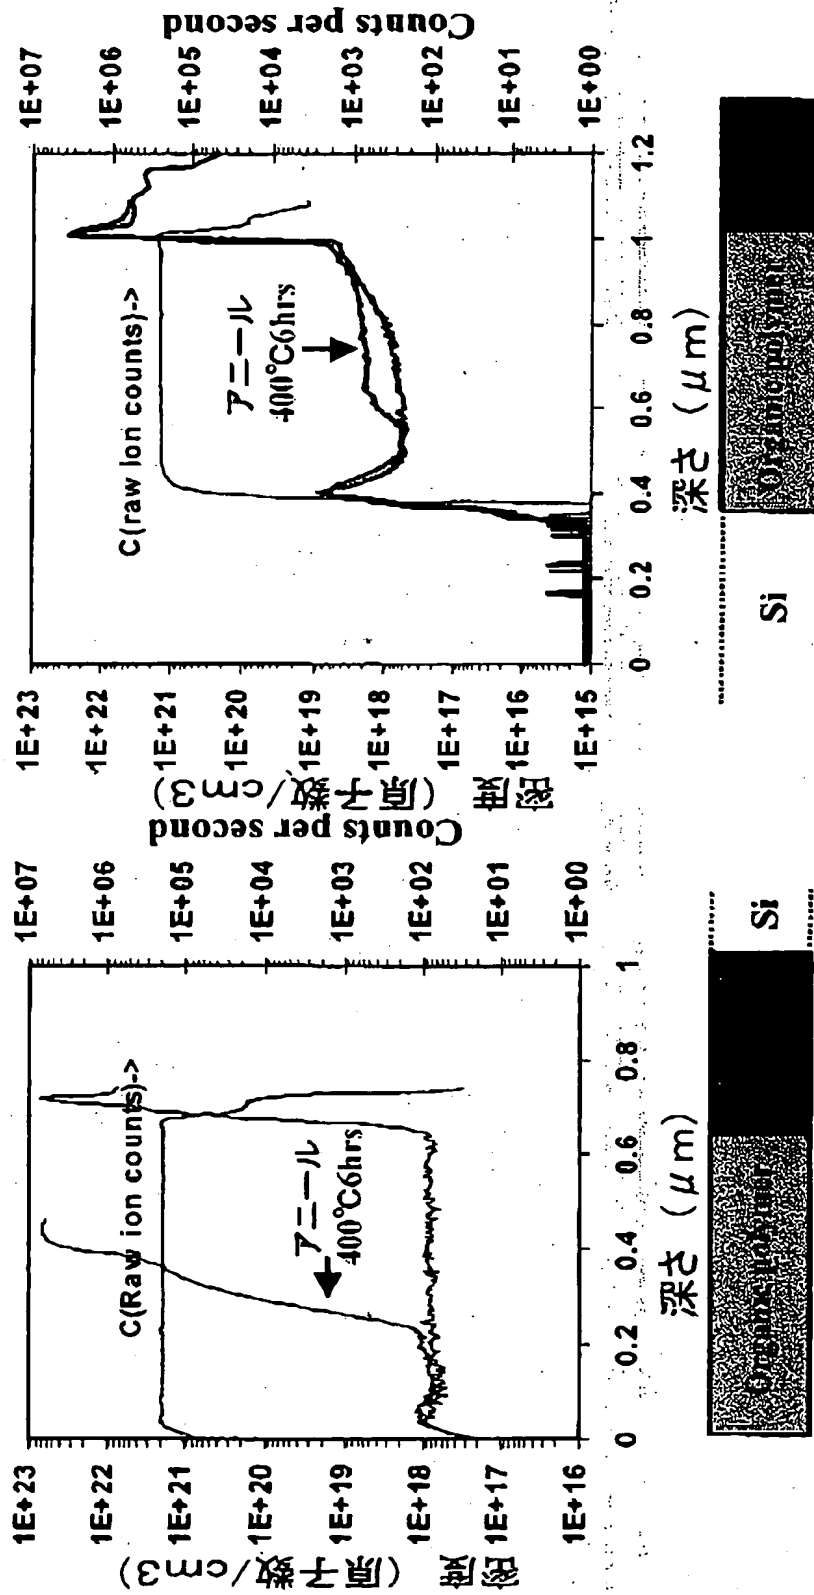 密度 (原子数/cm3)
1E+23
1E+22
1E+21
1E+20
1E+19
1E+18
1E+17
1E+16
C(Raw ion counts)->
アニール
400°C6hrs
0 0.2 0.4 0.6 0.8 1
深さ (μm)
1E+07
1E+06
1E+05
1E+04
1E+03
1E+02
1E+01
1E+00
Counts per second
Organic polymer
Si
密度 (原子数/cm3)
1E+23
1E+22
1E+21
1E+20
1E+19
1E+18
1E+17
1E+16
1E+15
C(raw ion counts)->
アニール
400°C6hrs
0 0.2 0.4 0.6 0.8 1 1.2
深さ (μm)
1E+07
1E+06
1E+05
1E+04
1E+03
1E+02
1E+01
1E+00
Counts per second
Si
Organic polymer